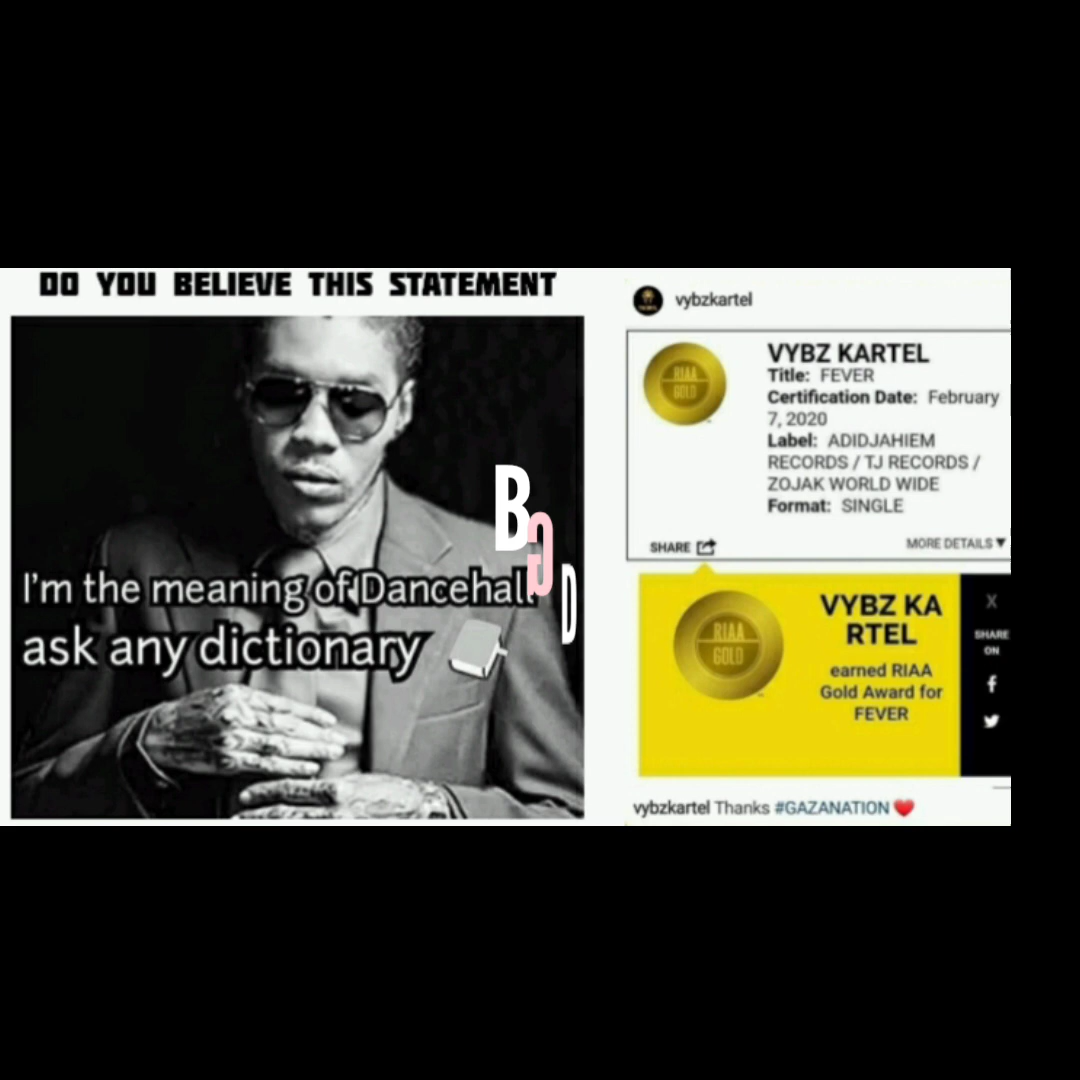 DO YOU BELIEVE THIS STATEMENT
I'm the meaning of Dancehall
ask any dictionary
B
G
D
vybzkartel
RIAA
GOLD
VYBZ KARTEL
Title: FEVER
Certification Date: February
7, 2020
Label: ADIDJAHIEM
RECORDS / TJ RECORDS /
ZOJAK WORLD WIDE
Format: SINGLE
SHARE
MORE DETAILS ▼
RIAA
GOLD
VYBZ KA
RTEL
earned RIAA
Gold Award for
FEVER
X
SHARE
ON
vybzkartel Thanks #GAZANATION ❤️